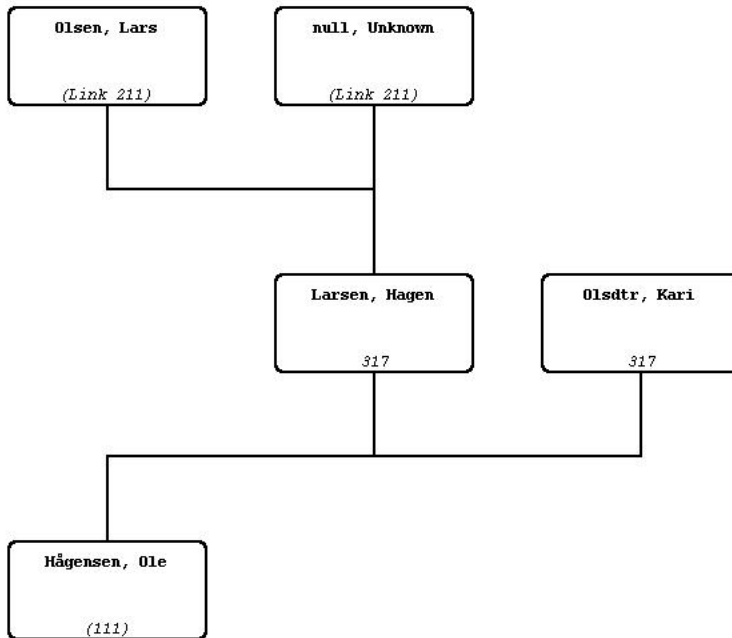 Olsen, Lars
(Link 211)
null, Unknown
(Link 211)
Larsen, Hagen
317
Olsdtr, Kari
317
Hågensen, Ole
(111)